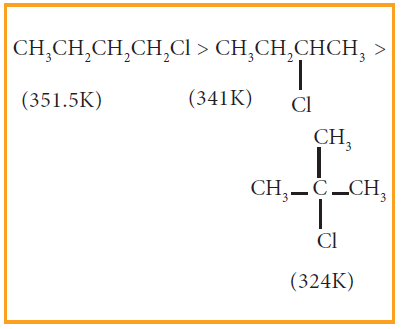 CH₃CH₂CH₂CH₂Cl > CH₃CH₂CHCH₃ >
(351.5K) (341K) Cl
CH₃
CH₃–C–CH₃
Cl
(324K)